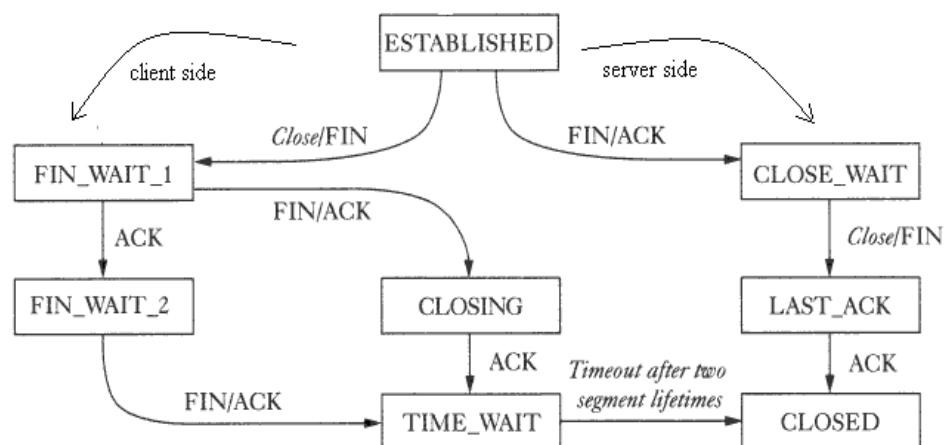 ESTABLISHED
client side
server side
Close/FIN
FIN/ACK
FIN_WAIT_1
CLOSE_WAIT
FIN/ACK
ACK
Close/FIN
FIN_WAIT_2
CLOSING
LAST_ACK
ACK
Timeout after two
segment lifetimes
ACK
FIN/ACK
TIME_WAIT
CLOSED